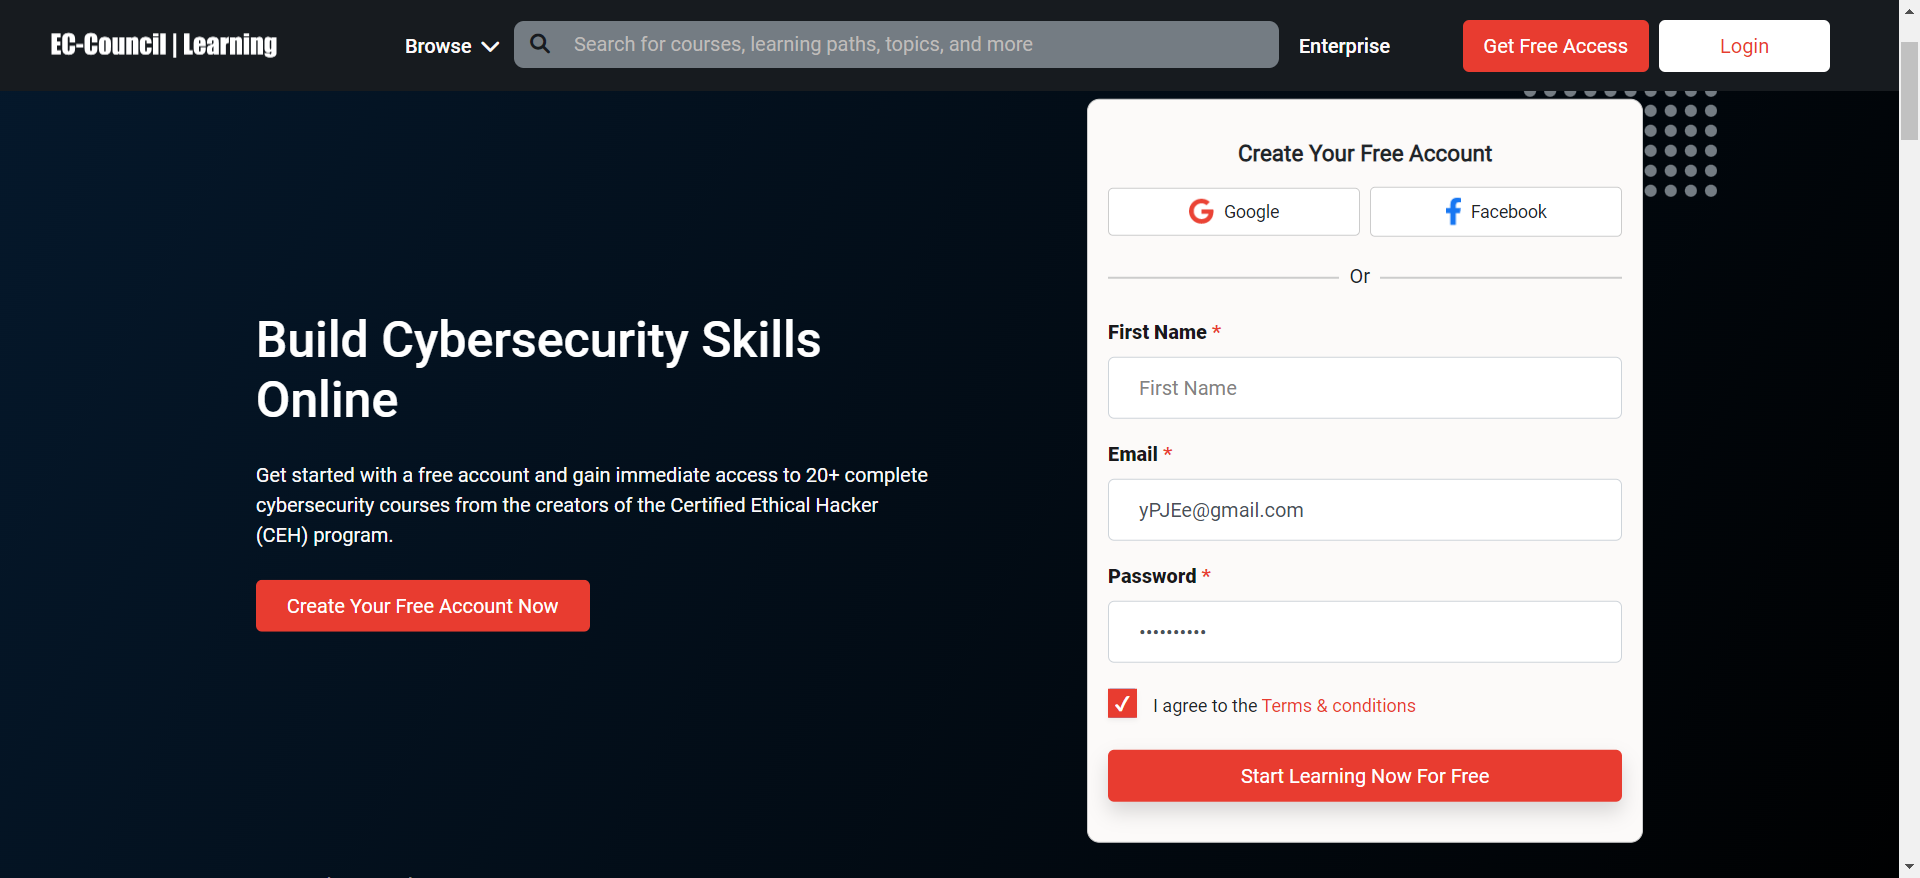 EC-Council | Learning
Browse
Search for courses, learning paths, topics, and more
Enterprise
Get Free Access
Login
Build Cybersecurity Skills
Online
Get started with a free account and gain immediate access to 20+ complete
cybersecurity courses from the creators of the Certified Ethical Hacker
(CEH) program.
Create Your Free Account Now
Create Your Free Account
Google
Facebook
Or
First Name *
First Name
Email *
yPJEe@gmail.com
Password *
••••••••••
I agree to the Terms & conditions
Start Learning Now For Free